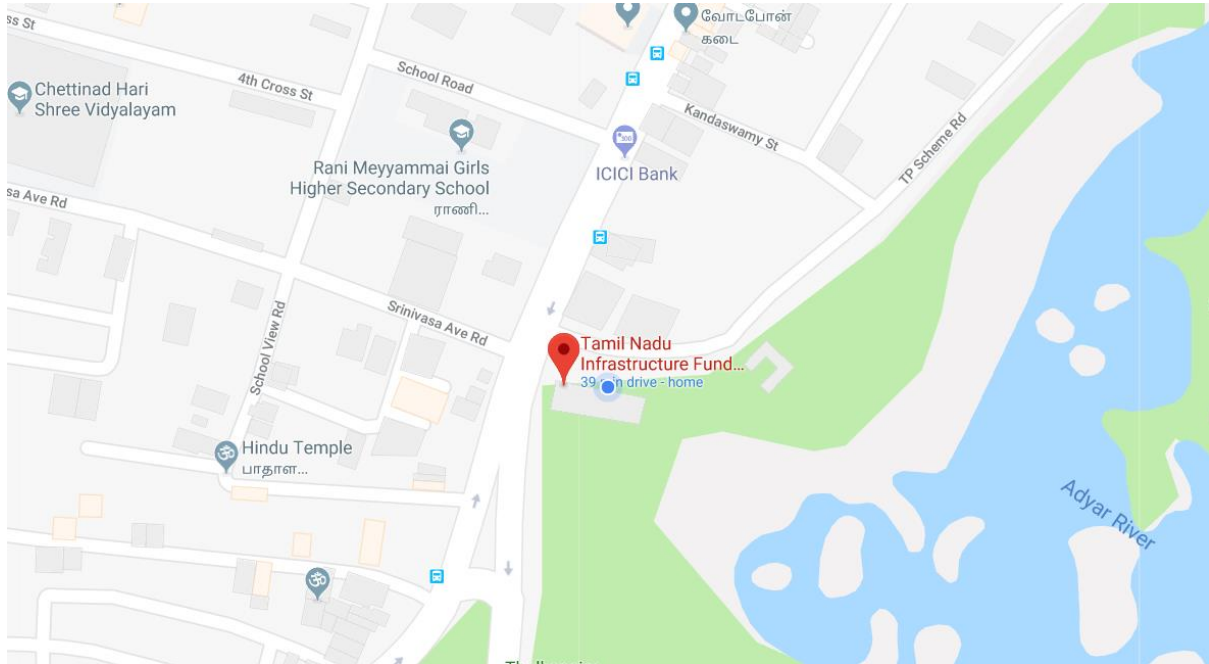 ss St
வோடபோன்
கடை
School Road
4th Cross St
Chettinad Hari
Shree Vidyalayam
Kandaswamy St
TP Scheme Rd
Rani Meyyammai Girls
Higher Secondary School
ராணி...
ICICI Bank
sa Ave Rd
Srinivasa Ave Rd
School View Rd
Tamil Nadu
Infrastructure Fund...
drive - home
Hindu Temple
பாதாள...
Adyar River